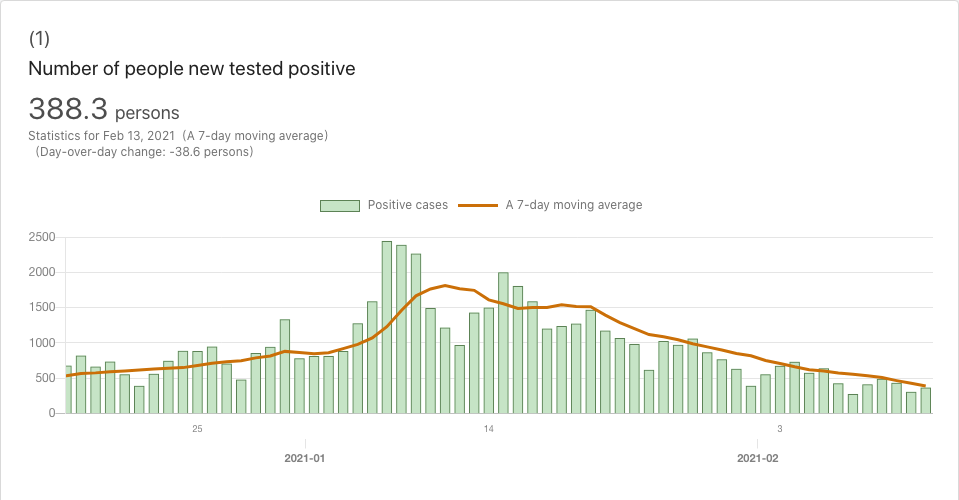 (1)
Number of people new tested positive
388.3 persons
Statistics for Feb 13, 2021 (A 7-day moving average)
(Day-over-day change: -38.6 persons)
Positive cases A 7-day moving average
2500
2000
1500
1000
500
0
25 14 3
2021-01 2021-02